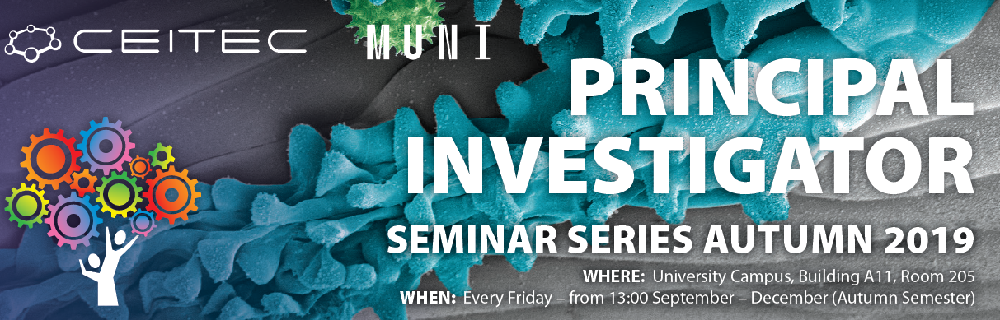 CEITEC MUNI
PRINCIPAL
INVESTIGATOR
SEMINAR SERIES AUTUMN 2019
WHERE: University Campus, Building A11, Room 205
WHEN: Every Friday – from 13:00 September – December (Autumn Semester)